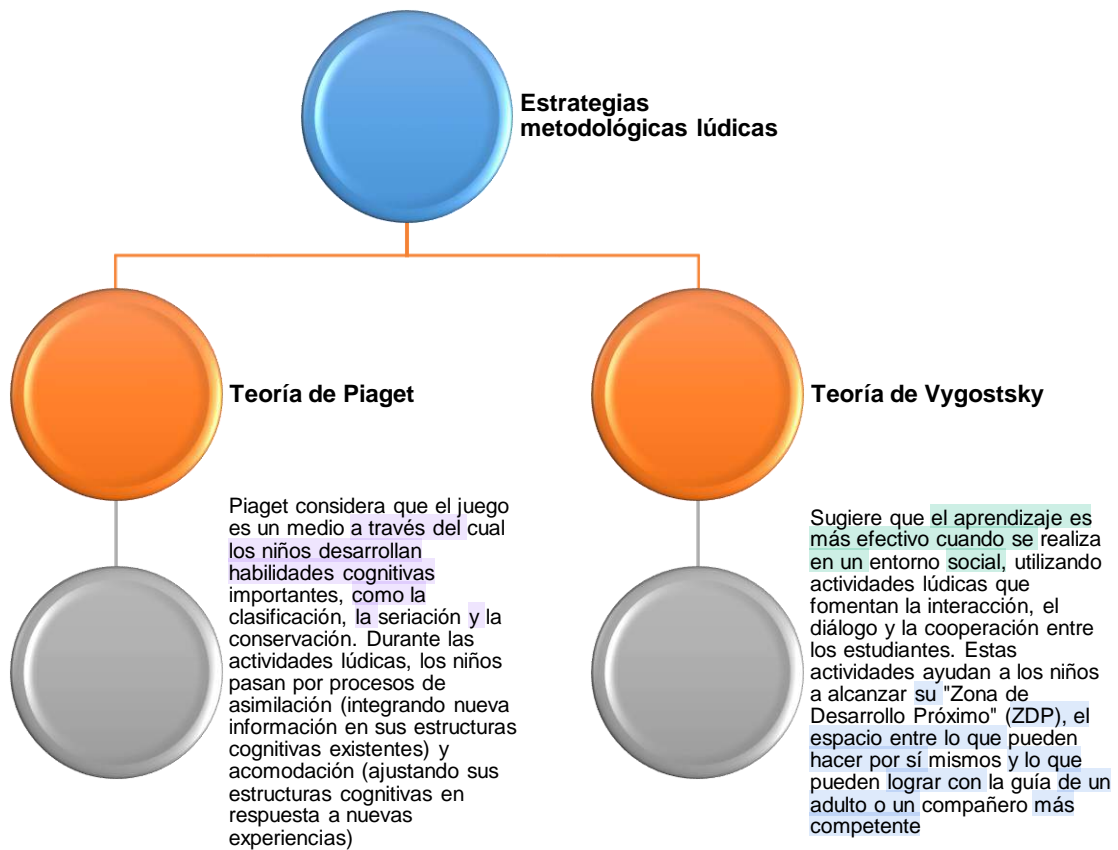 Estrategias
metodológicas lúdicas
Teoría de Piaget
Piaget considera que el juego
es un medio a través del cual
los niños desarrollan
habilidades cognitivas
importantes, como la
clasificación, la seriación y la
conservación. Durante las
actividades lúdicas, los niños
pasan por procesos de
asimilación (integrando nueva
información en sus estructuras
cognitivas existentes) y
acomodación (ajustando sus
estructuras cognitivas en
respuesta a nuevas
experiencias)
Teoría de Vygostsky
Sugiere que el aprendizaje es
más efectivo cuando se realiza
en un entorno social, utilizando
actividades lúdicas que
fomentan la interacción, el
diálogo y la cooperación entre
los estudiantes. Estas
actividades ayudan a los niños
a alcanzar su "Zona de
Desarrollo Próximo" (ZDP), el
espacio entre lo que pueden
hacer por sí mismos y lo que
pueden lograr con la guía de un
adulto o un compañero más
competente